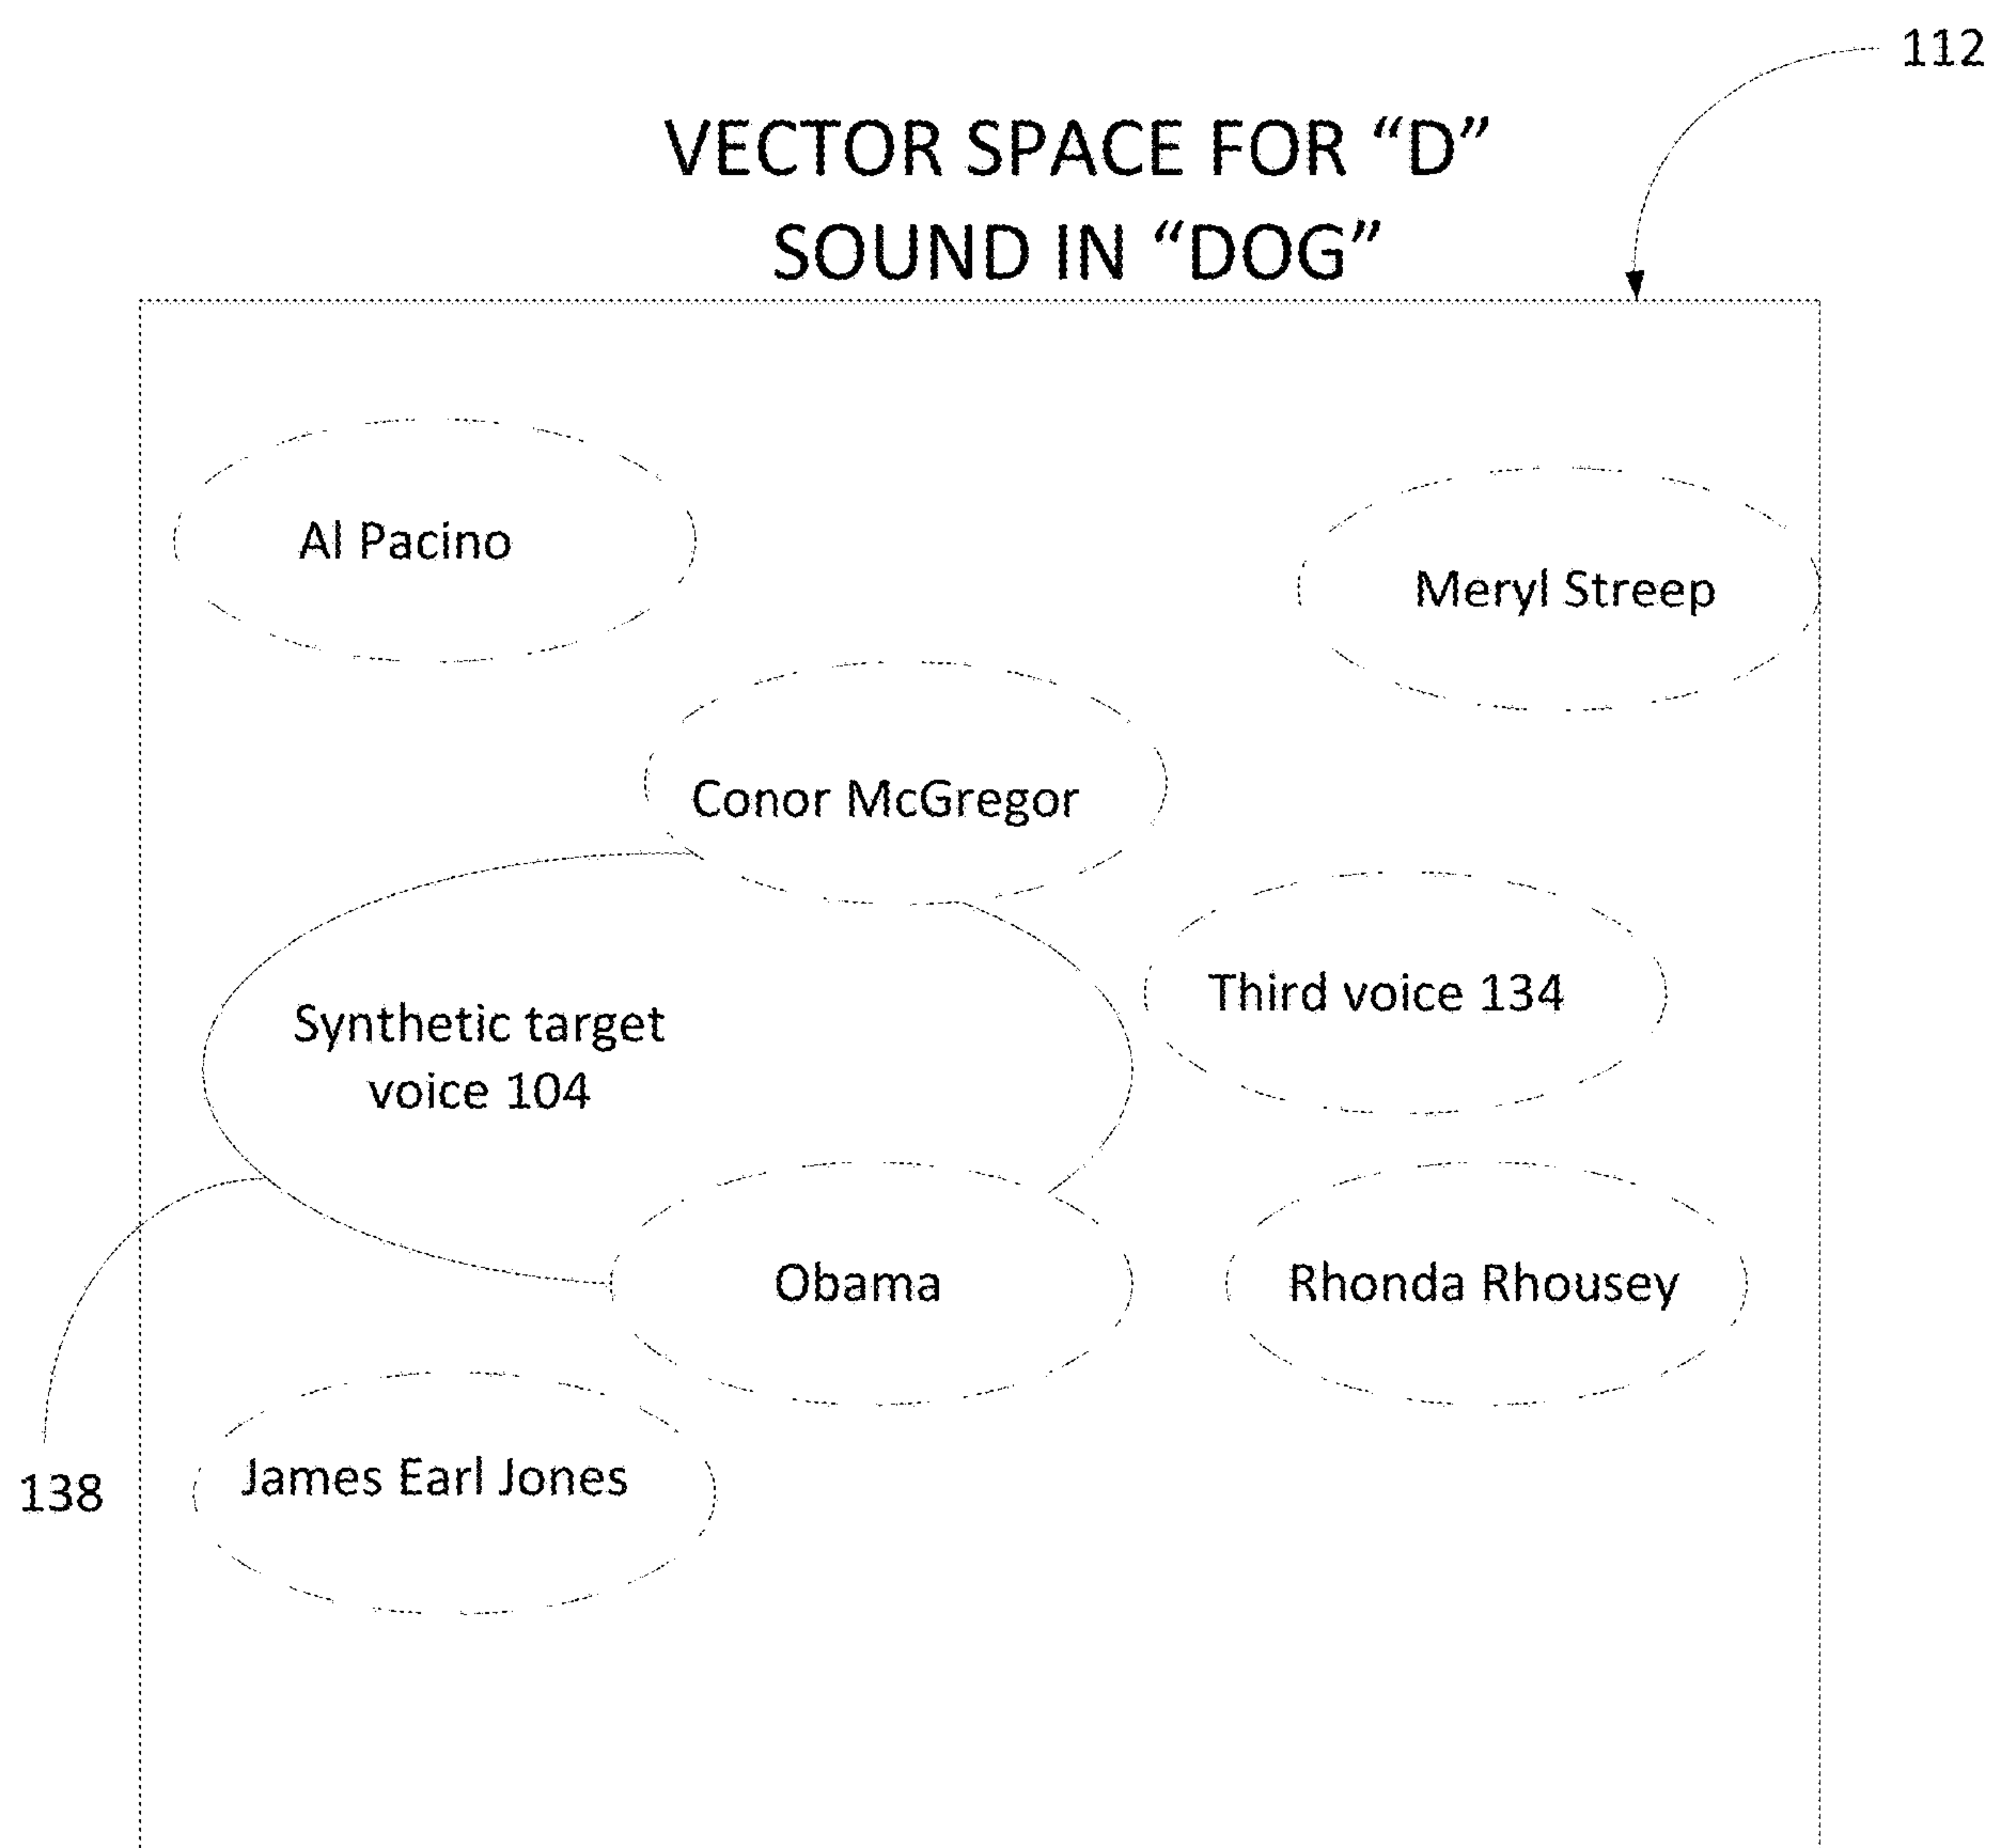 112
VECTOR SPACE FOR “D”
SOUND IN “DOG”
Al Pacino
Meryl Streep
Conor McGregor
Third voice 134
Synthetic target
voice 104
Obama
Rhonda Rhousey
James Earl Jones
138